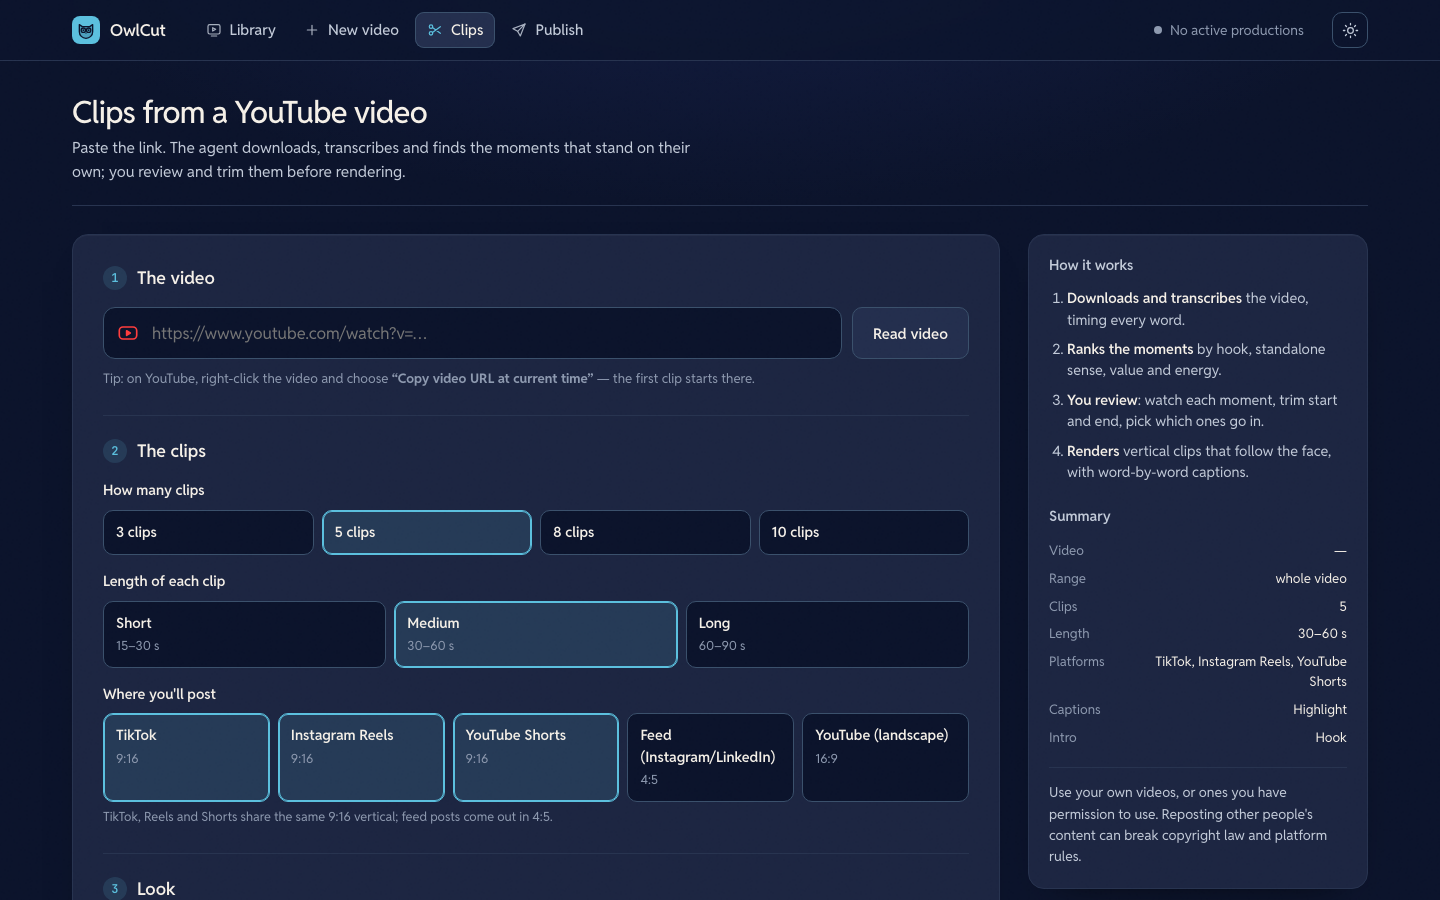 OwlCut
Library
New video
Clips
Publish
No active productions
Clips from a YouTube video
Paste the link. The agent downloads, transcribes and finds the moments that stand on their
own; you review and trim them before rendering.
1 The video
https://www.youtube.com/watch?v=...
Read video
Tip: on YouTube, right-click the video and choose “Copy video URL at current time” — the first clip starts there.
2 The clips
How many clips
3 clips
5 clips
8 clips
10 clips
Length of each clip
Short
15–30 s
Medium
30–60 s
Long
60–90 s
Where you'll post
TikTok
9:16
Instagram Reels
9:16
YouTube Shorts
9:16
Feed
(Instagram/LinkedIn)
4:5
YouTube (landscape)
16:9
TikTok, Reels and Shorts share the same 9:16 vertical; feed posts come out in 4:5.
3 Look
How it works
1. Downloads and transcribes the video,
timing every word.
2. Ranks the moments by hook, standalone
sense, value and energy.
3. You review: watch each moment, trim start
and end, pick which ones go in.
4. Renders vertical clips that follow the face,
with word-by-word captions.
Summary
Video —
Range whole video
Clips 5
Length 30–60 s
Platforms TikTok, Instagram Reels, YouTube
Shorts
Captions Highlight
Intro Hook
Use your own videos, or ones you have
permission to use. Reposting other people's
content can break copyright law and platform
rules.